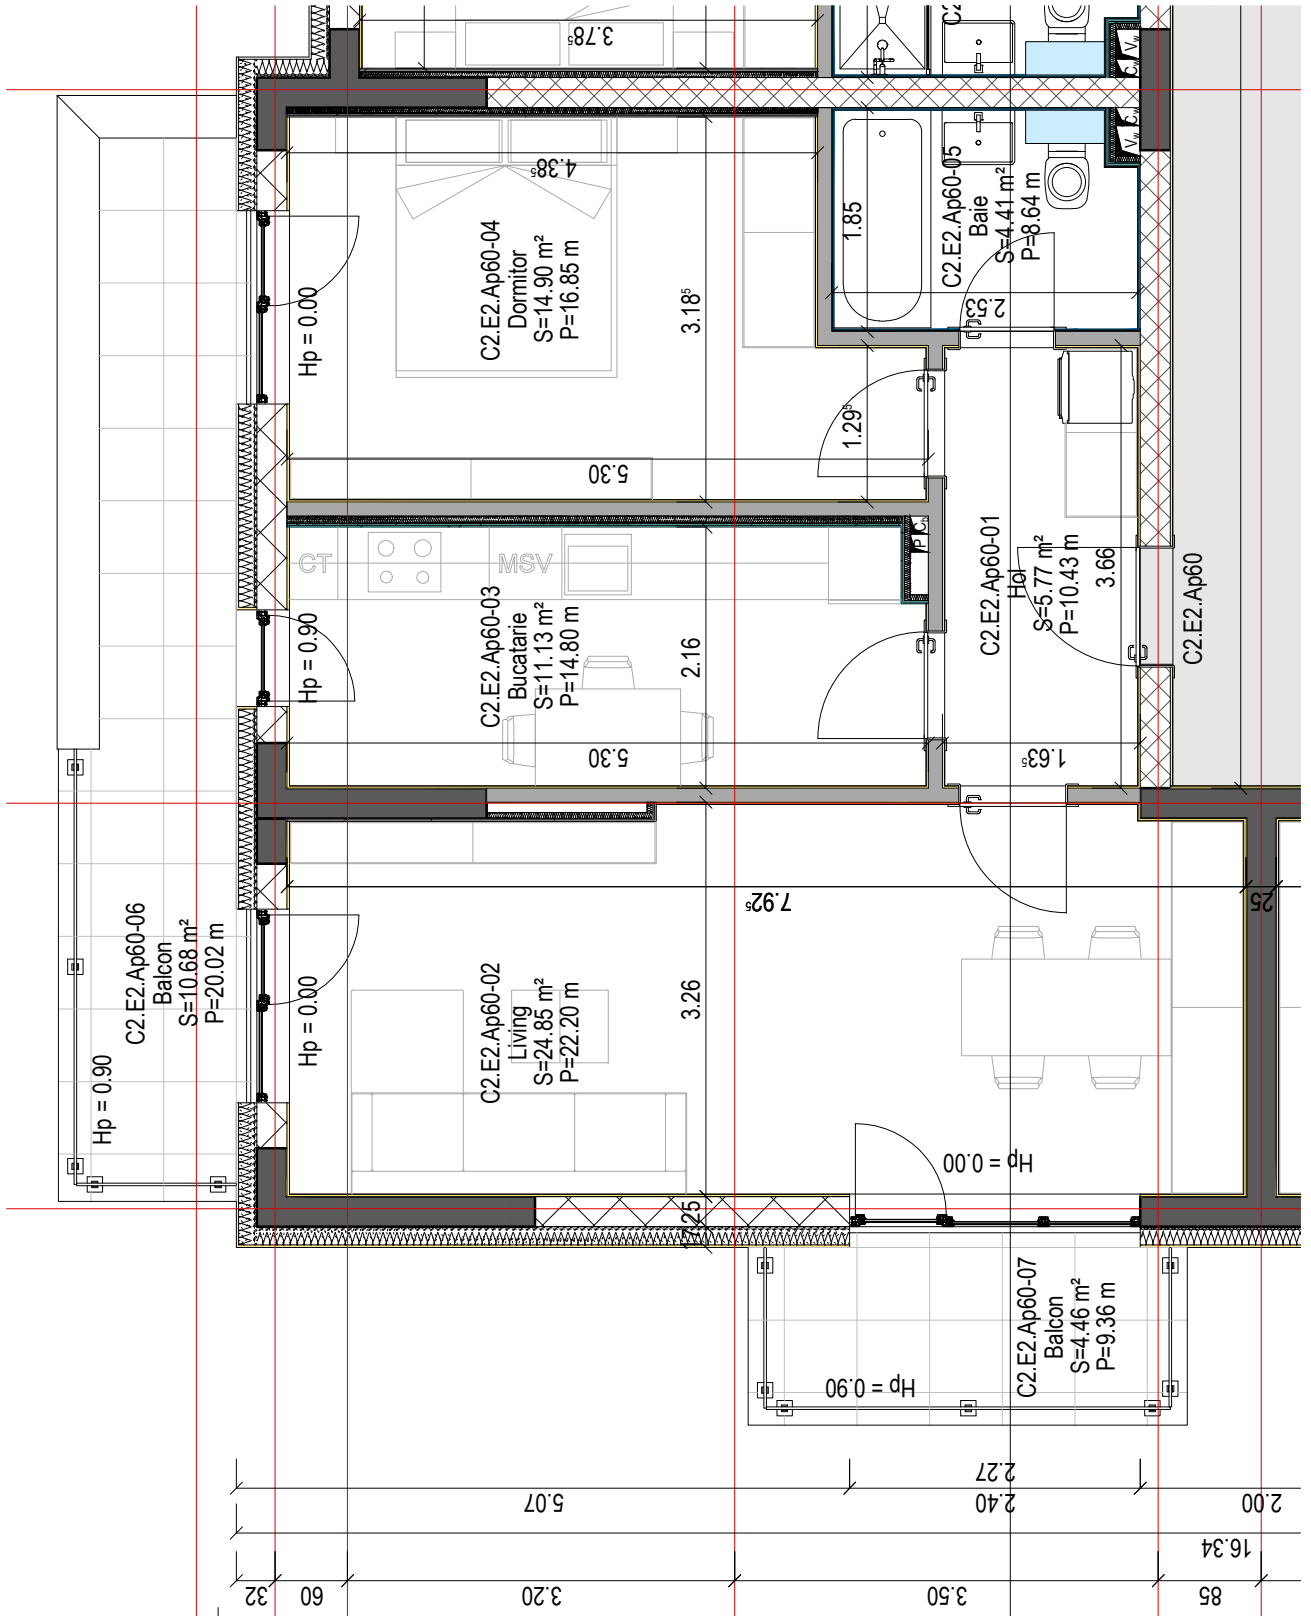 3.78⁵
4.38⁵
C2.E2.Ap60-04
Dormitor
S=14.90 m²
P=16.85 m
Hp = 0.00
3.18⁵
1.85
C2.E2.Ap60-05
Baie
S=4.41 m²
P=8.64 m
2.53
1.29⁵
5.30
CT
MSV
C2.E2.Ap60-03
Bucatarie
S=11.13 m²
P=14.80 m
Hp = 0.90
2.16
5.30
C2.E2.Ap60-01
Hol
S=5.77 m²
P=10.43 m
3.66
1.63⁵
C2.E2.Ap60
C2.E2.Ap60-06
Balcon
S=10.68 m²
P=20.02 m
Hp = 0.90
Hp = 0.00
7.92⁵
25
C2.E2.Ap60-02
Living
S=24.85 m²
P=22.20 m
3.26
Hp = 0.00
17
25
C2.E2.Ap60-07
Balcon
S=4.46 m²
P=9.36 m
Hp = 0.90
2.27
5.07
2.40
2.00
16.34
32
60
3.20
3.50
85